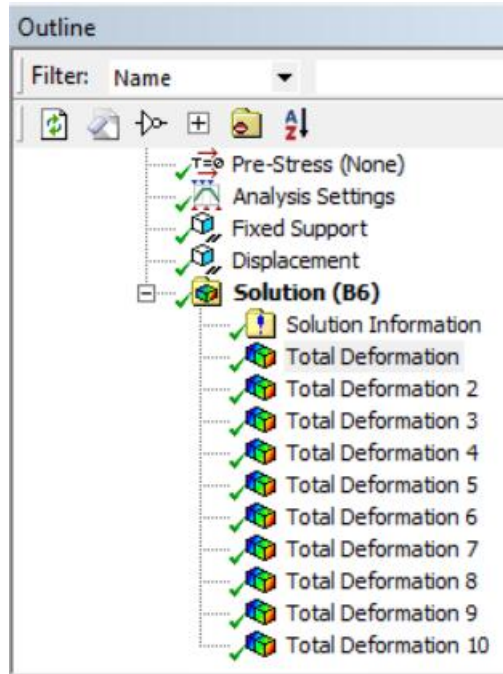 Outline
Filter: Name
A
Z
T=0 Pre-Stress (None)
Analysis Settings
Fixed Support
Displacement
Solution (B6)
Solution Information
Total Deformation
Total Deformation 2
Total Deformation 3
Total Deformation 4
Total Deformation 5
Total Deformation 6
Total Deformation 7
Total Deformation 8
Total Deformation 9
Total Deformation 10